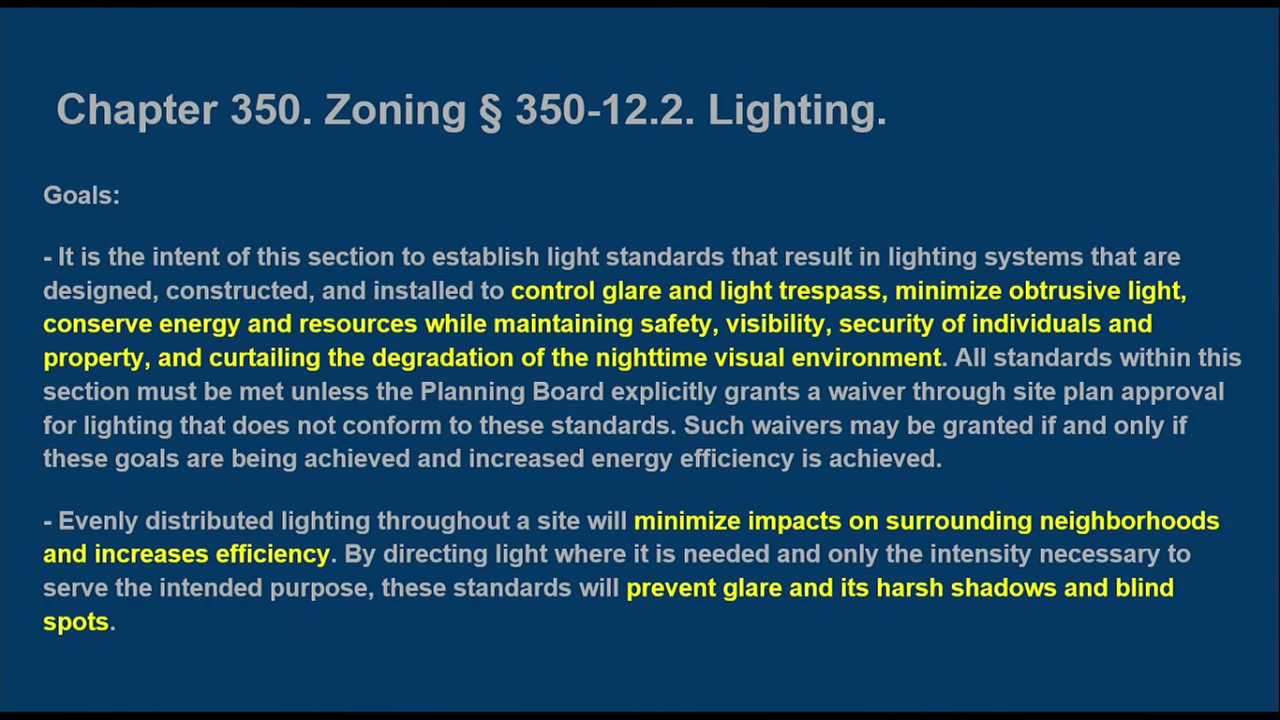 Chapter 350. Zoning § 350-12.2. Lighting.
Goals:
- It is the intent of this section to establish light standards that result in lighting systems that are
designed, constructed, and installed to control glare and light trespass, minimize obtrusive light,
conserve energy and resources while maintaining safety, visibility, security of individuals and
property, and curtailing the degradation of the nighttime visual environment. All standards within this
section must be met unless the Planning Board explicitly grants a waiver through site plan approval
for lighting that does not conform to these standards. Such waivers may be granted if and only if
these goals are being achieved and increased energy efficiency is achieved.
- Evenly distributed lighting throughout a site will minimize impacts on surrounding neighborhoods
and increases efficiency. By directing light where it is needed and only the intensity necessary to
serve the intended purpose, these standards will prevent glare and its harsh shadows and blind
spots.